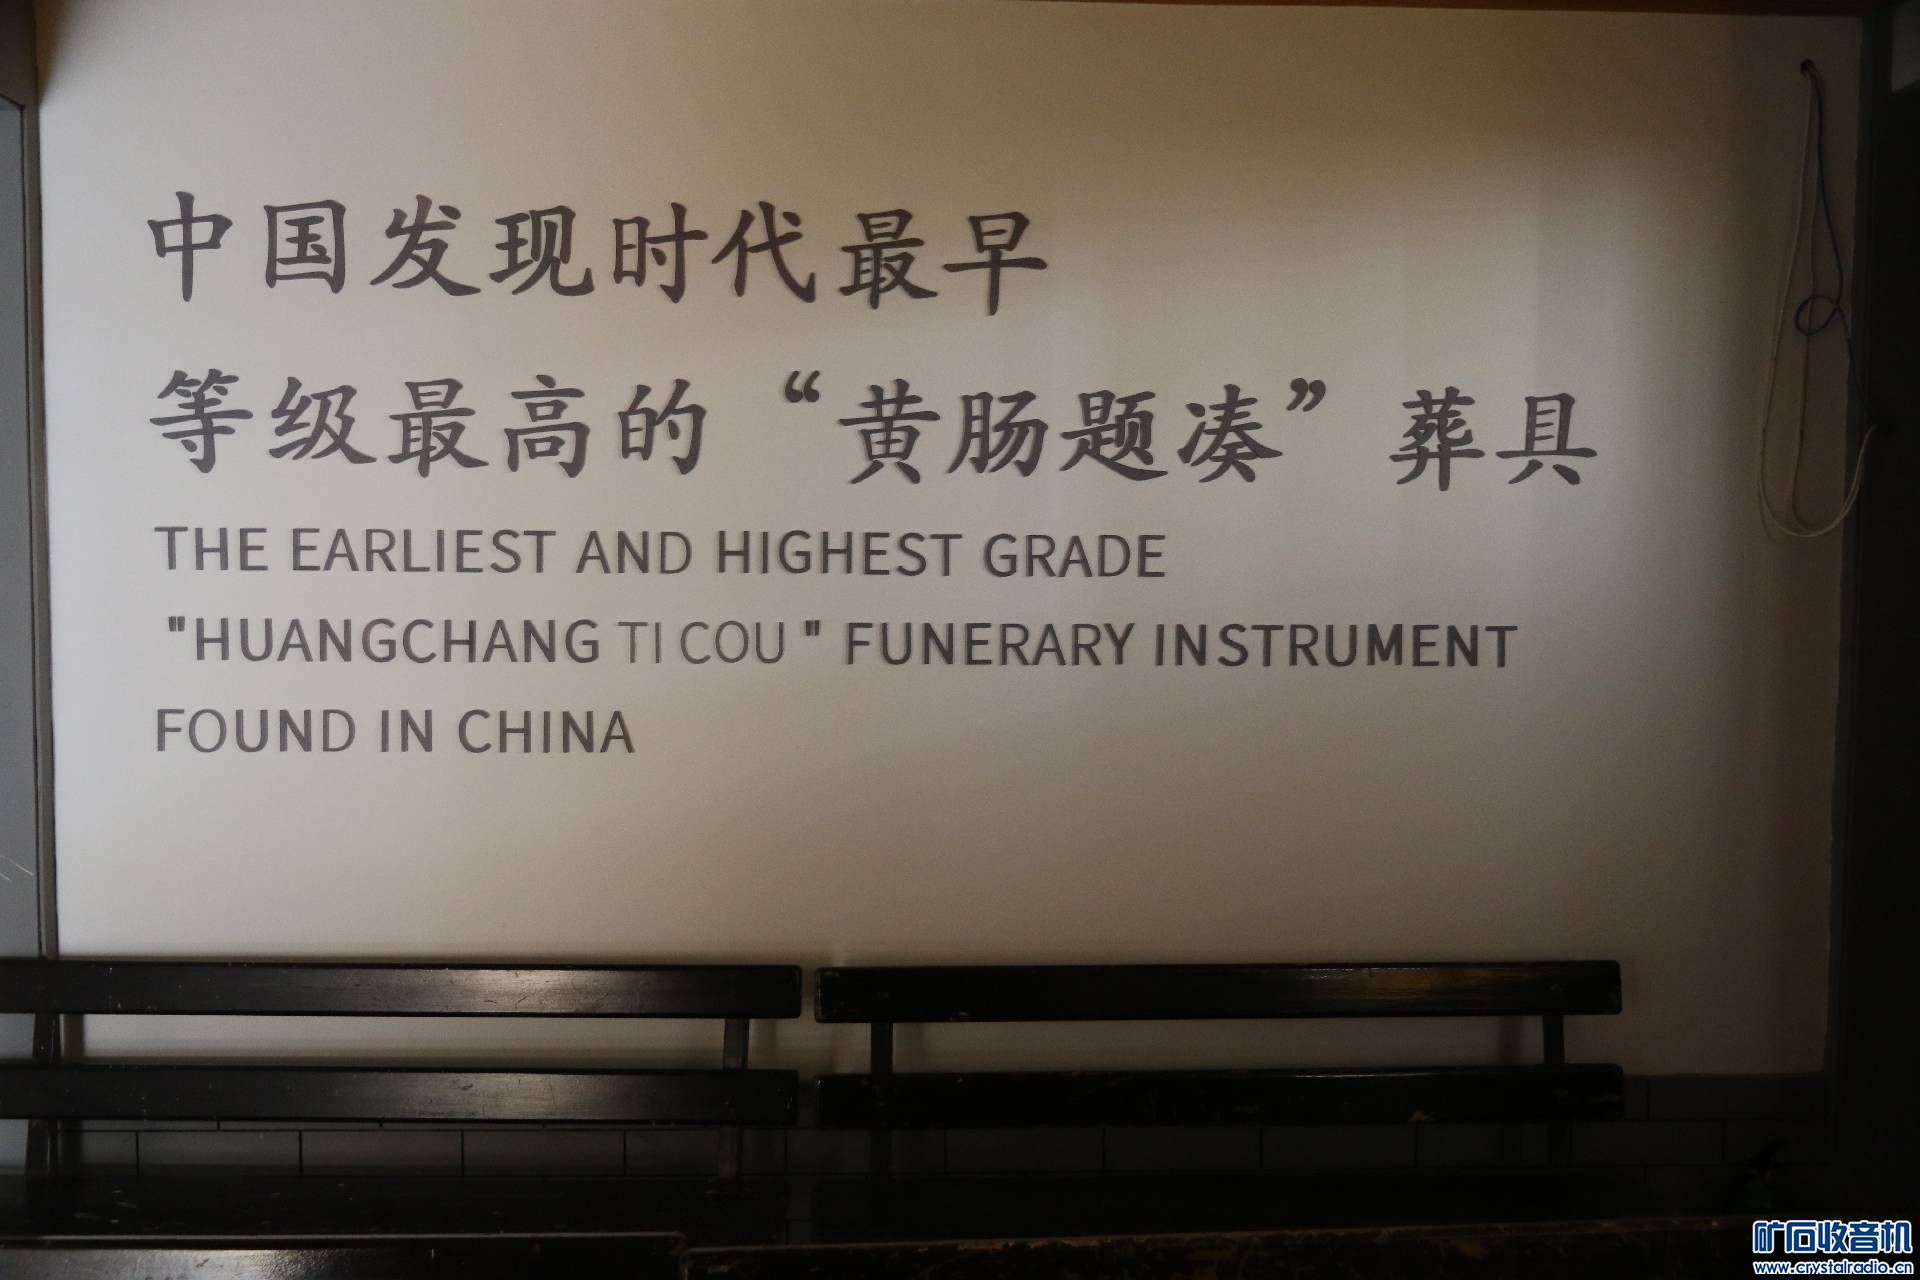 中国发现时代最早
等级最高的“黄肠题凑”葬具
THE EARLIEST AND HIGHEST GRADE
"HUANGCHANG TI COU" FUNERARY INSTRUMENT
FOUND IN CHINA
矿石收音机
www.crystalradio.cn